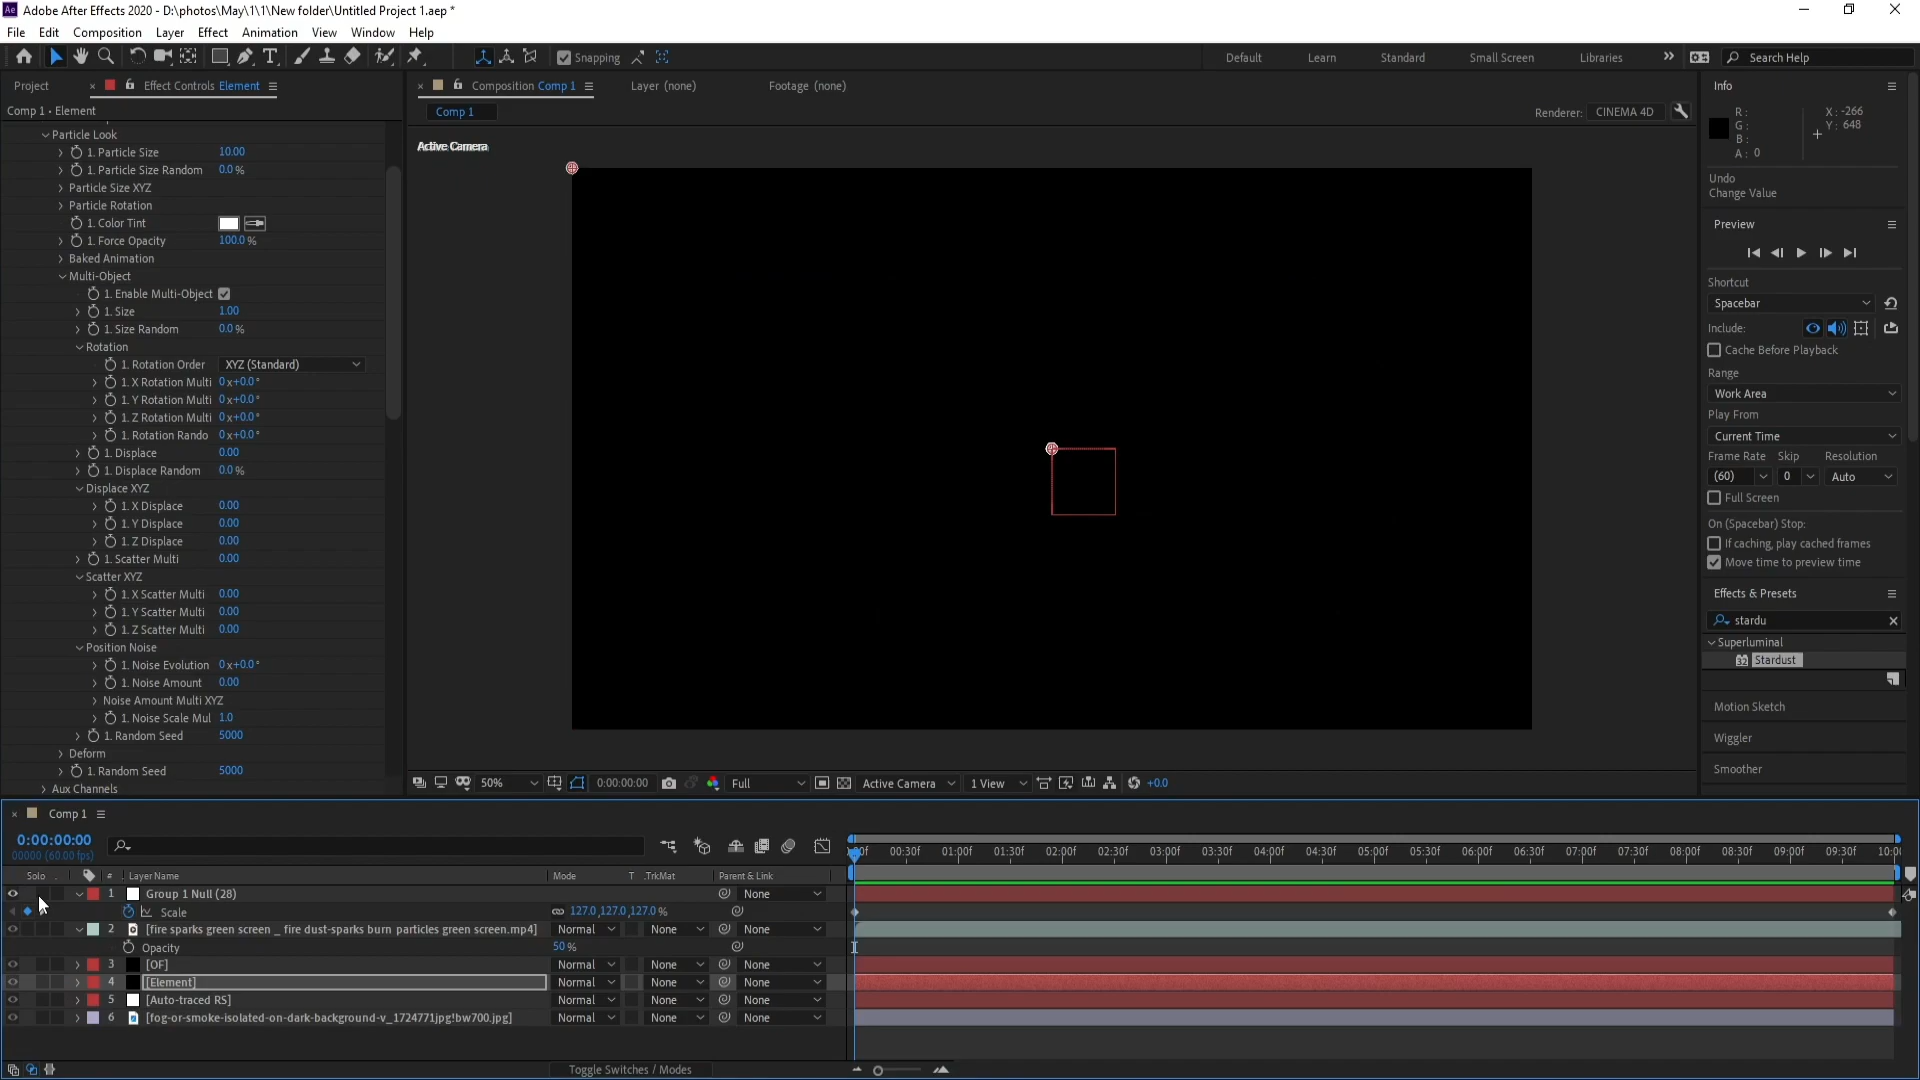 Adobe After Effects 2020 - D:\photos\May\1\1\New folder\Untitled Project 1.aep *
File Edit Composition Layer Effect Animation View Window Help
Snapping
Default Learn Standard Small Screen Libraries Search Help
Project Effect Controls Element
Comp 1 • Element
Particle Look
1. Particle Size 10.00
1. Particle Size Random 0.0 %
Particle Size XYZ
Particle Rotation
1. Color Tint
1. Force Opacity 100.0 %
Baked Animation
Multi-Object
1. Enable Multi-Object
1. Size 1.00
1. Size Random 0.0 %
Rotation
1. Rotation Order XYZ (Standard)
1. X Rotation Multi 0 x+0.0 °
1. Y Rotation Multi 0 x+0.0 °
1. Z Rotation Multi 0 x+0.0 °
1. Rotation Rando 0 x+0.0 °
1. Displace 0.00
1. Displace Random 0.0 %
Displace XYZ
1. X Displace 0.00
1. Y Displace 0.00
1. Z Displace 0.00
1. Scatter Multi 0.00
Scatter XYZ
1. X Scatter Multi 0.00
1. Y Scatter Multi 0.00
1. Z Scatter Multi 0.00
Position Noise
1. Noise Evolution 0 x+0.0 °
1. Noise Amount 0.00
Noise Amount Multi XYZ
1. Noise Scale Mul 1.0
1. Random Seed 5000
Deform
1. Random Seed 5000
Aux Channels
Composition Comp 1 Layer (none) Footage (none)
Comp 1 Renderer: CINEMA 4D
Active Camera
50% 0:00:00:00 Full Active Camera 1 View +0.0
Info
R : X : -266
G : Y : 648
B :
A : 0
Undo
Change Value
Preview
Shortcut
Spacebar
Include:
Cache Before Playback
Range
Work Area
Play From
Current Time
Frame Rate Skip Resolution
(60) 0 Auto
Full Screen
On (Spacebar) Stop:
If caching, play cached frames
Move time to preview time
Effects & Presets
stardu
Superluminal
Stardust
Motion Sketch
Wiggler
Smoother
Comp 1
0:00:00:00
00000 (60.00 fps)
00:30f 01:00f 01:30f 02:00f 02:30f 03:00f 03:30f 04:00f 04:30f 05:00f 05:30f 06:00f 06:30f 07:00f 07:30f 08:00f 08:30f 09:00f 09:30f
Solo # Layer Name Mode T .TrkMat Parent & Link
1 Group 1 Null (28) None
Scale 127.0,127.0,127.0 %
2 [fire sparks green screen _ fire dust-sparks burn particles green screen.mp4] Normal None None
Opacity 50 %
3 [OF] Normal None None
4 [Element] Normal None None
5 [Auto-traced RS] Normal None None
6 [fog-or-smoke-isolated-on-dark-background-v_1724771jpg!bw700.jpg] Normal None None
Toggle Switches / Modes